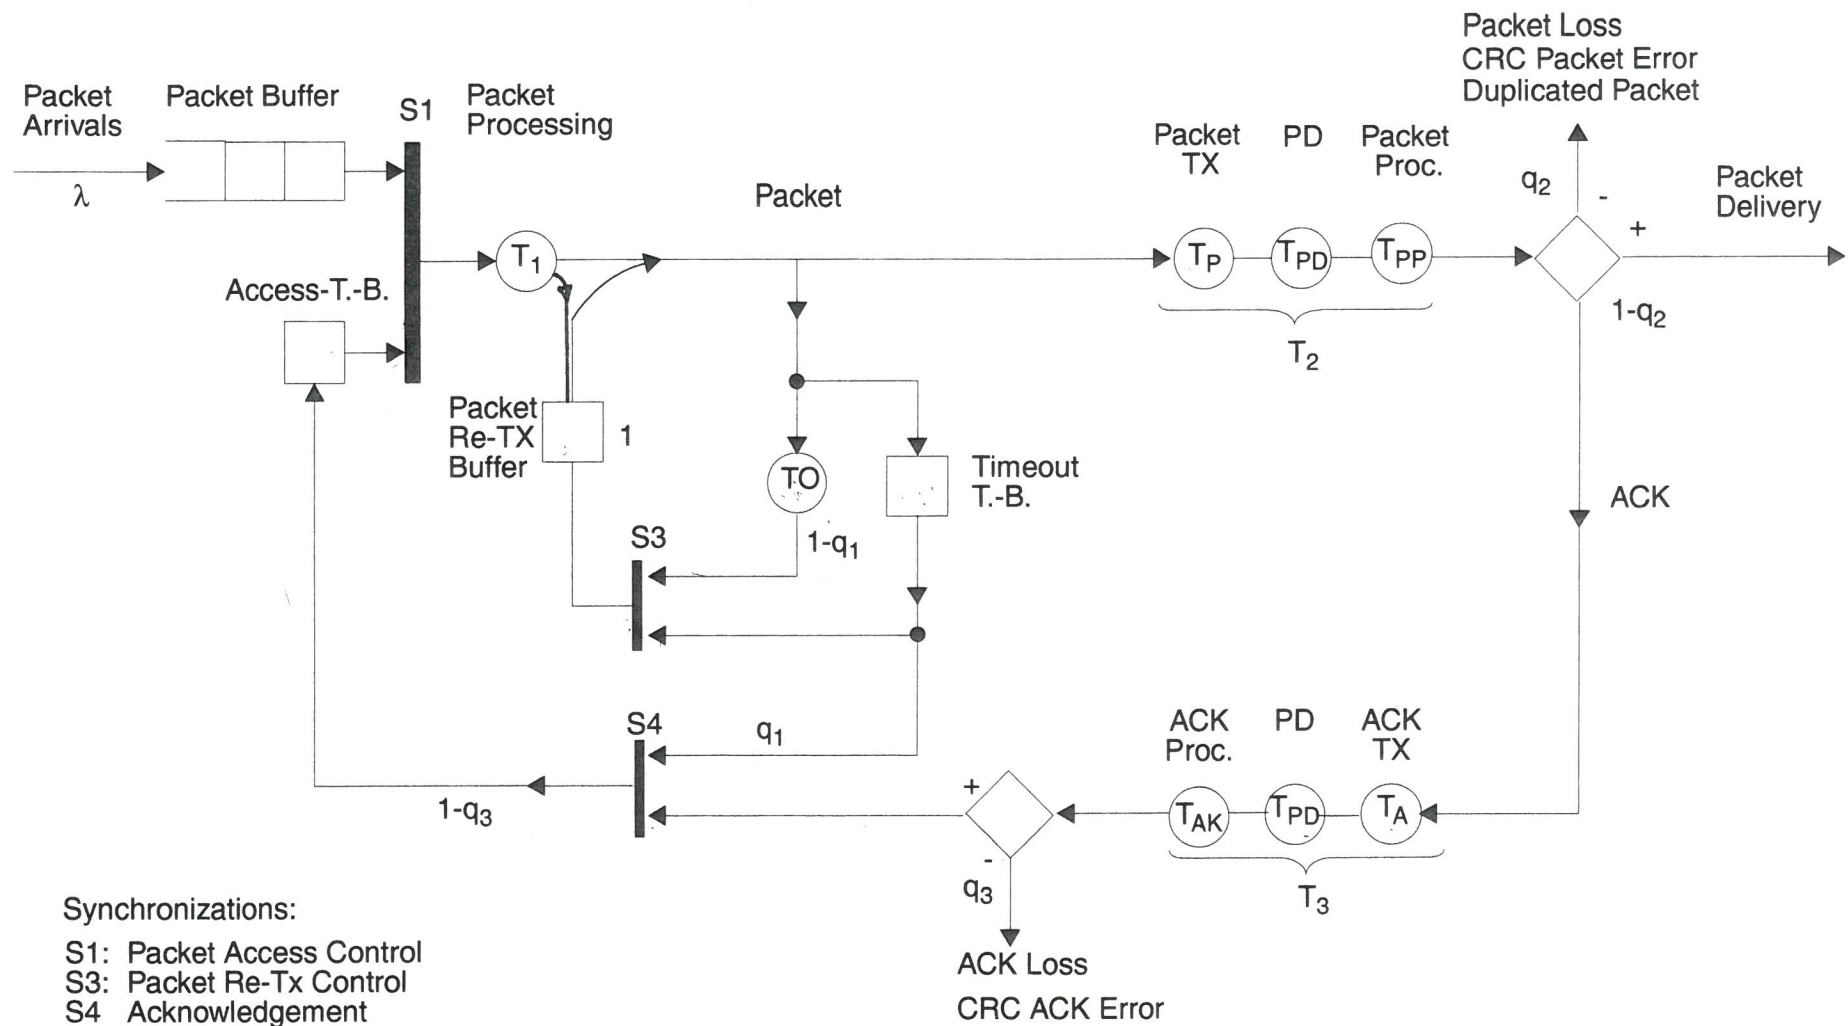 Packet Loss
CRC Packet Error
Duplicated Packet
Packet
Arrivals
Packet Buffer
S1
Packet
Processing
Packet
TX
PD
Packet
Proc.
λ
Packet
q2
-
+
Packet
Delivery
T1
TP
TPD
TPP
Access-T.-B.
1-q2
T2
Packet
Re-TX
Buffer
1
TO
Timeout
T.-B.
ACK
S3
1-q1
S4
q1
ACK
Proc.
PD
ACK
TX
+
1-q3
TAK
TPD
TA
-
q3
T3
Synchronizations:
S1: Packet Access Control
S3: Packet Re-Tx Control
S4 Acknowledgement
ACK Loss
CRC ACK Error